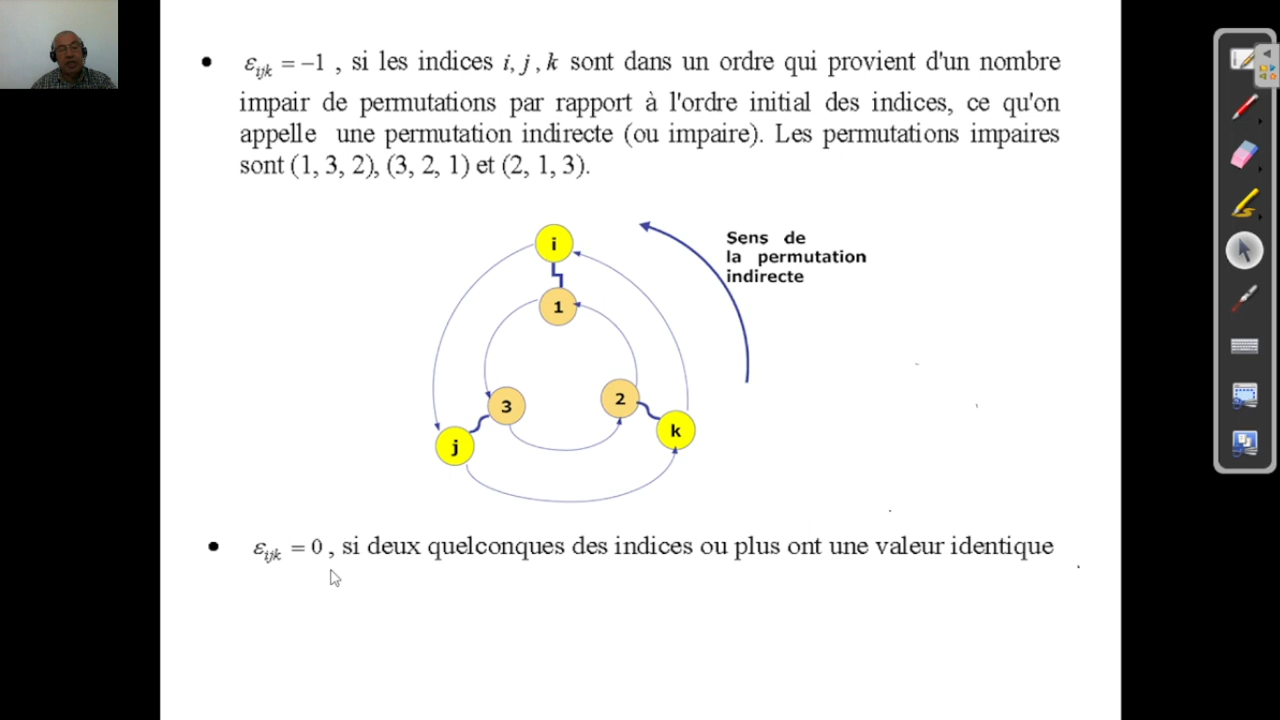 • εijk = −1 , si les indices i, j , k sont dans un ordre qui provient d'un nombre
impair de permutations par rapport à l'ordre initial des indices, ce qu'on
appelle une permutation indirecte (ou impaire). Les permutations impaires
sont (1, 3, 2), (3, 2, 1) et (2, 1, 3).
i
1
3
2
j
k
Sens de
la permutation
indirecte
• εijk = 0 , si deux quelconques des indices ou plus ont une valeur identique